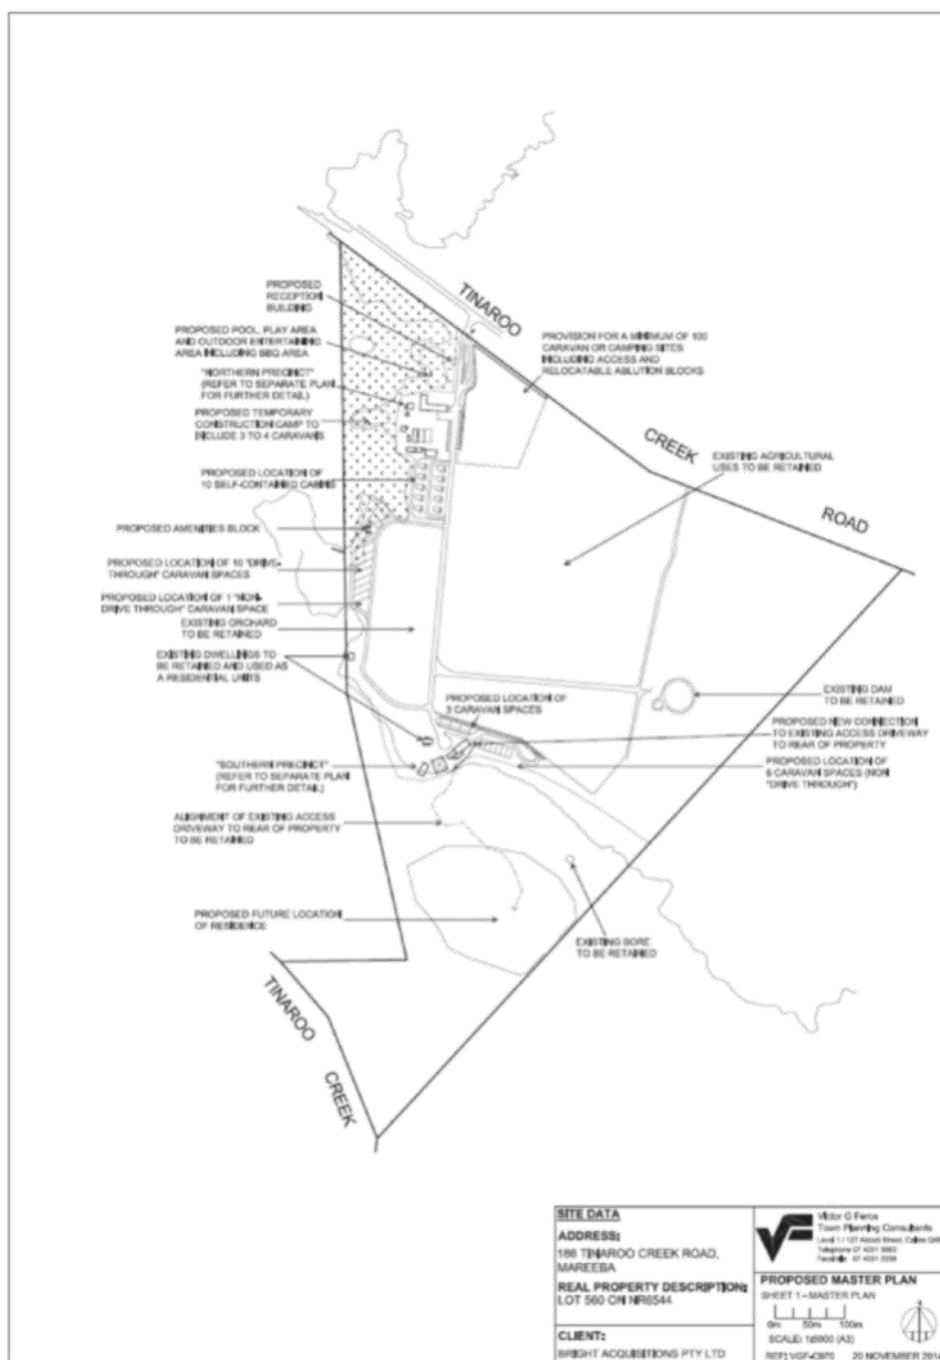 TINAROO
CREEK
ROAD
PROPOSED
RECEPTION
BUILDING
PROPOSED POOL, PLAY AREA
AND OUTDOOR ENTERTAINING
AREA INCLUDING BBQ AREA
"NORTHERN PRECINCT"
(REFER TO SEPARATE PLAN
FOR FURTHER DETAIL)
PROPOSED TEMPORARY
CONSTRUCTION CAMP TO
INCLUDE 3 TO 4 CARAVANS
PROPOSED LOCATION OF
10 SELF-CONTAINED CABINS
PROPOSED AMENITIES BLOCK
PROPOSED LOCATION OF 10 "DRIVE-
THROUGH" CARAVAN SPACES
PROPOSED LOCATION OF 1 "NON-
DRIVE THROUGH" CARAVAN SPACE
EXISTING ORCHARD
TO BE RETAINED
EXISTING DWELLINGS TO
BE RETAINED AND USED AS
A RESIDENTIAL UNITS
"SOUTHERN PRECINCT"
(REFER TO SEPARATE PLAN
FOR FURTHER DETAIL)
ALIGNMENT OF EXISTING ACCESS
DRIVEWAY TO REAR OF PROPERTY
TO BE RETAINED
PROPOSED FUTURE LOCATION
OF RESIDENCE
PROVISION FOR A MINIMUM OF 100
CARAVAN OR CAMPING SITES
INCLUDING ACCESS AND
RELOCATABLE ABLUTION BLOCKS
EXISTING AGRICULTURAL
USES TO BE RETAINED
PROPOSED LOCATION OF
3 CARAVAN SPACES
EXISTING DAM
TO BE RETAINED
PROPOSED NEW CONNECTION
TO EXISTING ACCESS DRIVEWAY
TO REAR OF PROPERTY
PROPOSED LOCATION OF
6 CARAVAN SPACES (NON
"DRIVE THROUGH")
EXISTING BORE
TO BE RETAINED
TINAROO
CREEK
SITE DATA
ADDRESS:
186 TINAROO CREEK ROAD,
MAREEBA
REAL PROPERTY DESCRIPTION:
LOT 560 ON NR6544
CLIENT:
BRIGHT ACQUISITIONS PTY LTD
Victor G Feros
Town Planning Consultants
PROPOSED MASTER PLAN
SHEET 1 - MASTER PLAN
0m 50m 100m
SCALE: 1:5000 (A3)
REF: VGF-C970 20 NOVEMBER 2014